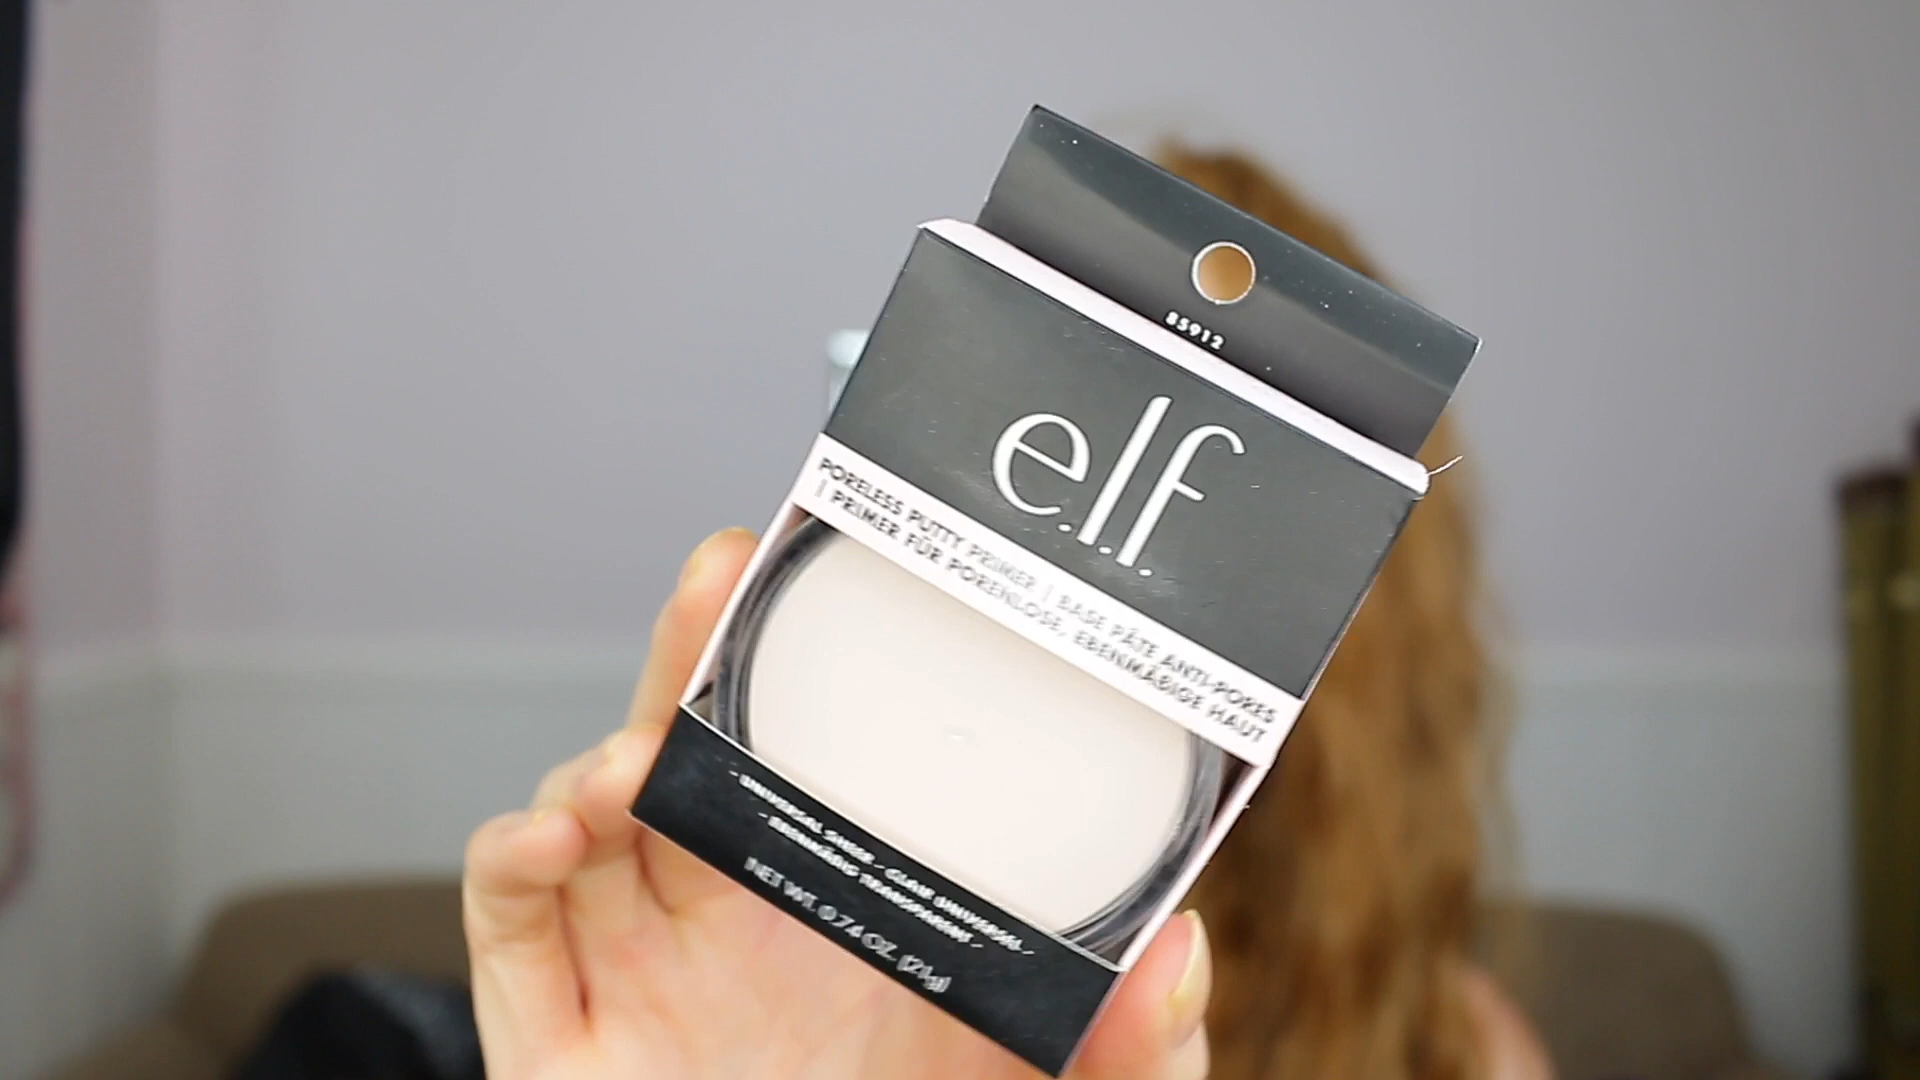 85912
e.l.f.
PORELESS PUTTY PRIMER | BASE PÂTE ANTI-PORES
| PRIMER FÜR PORENLOSE, EBENMÄßIGE HAUT
- UNIVERSAL SHEER - CLAIR UNIVERSEL -
- EBENMÄßIG TRANSPARENT -
NET WT. 0.74 OZ. (21g)